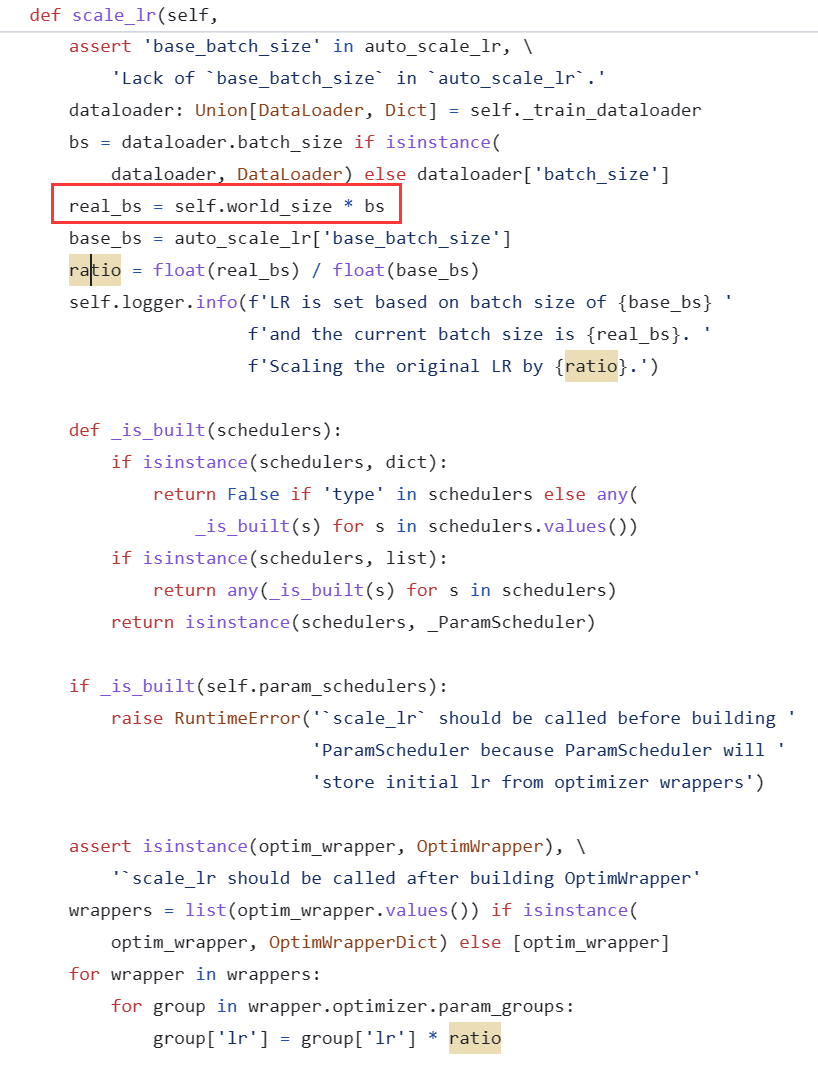 def scale_lr(self,
    assert 'base_batch_size' in auto_scale_lr, \
        'Lack of `base_batch_size` in `auto_scale_lr`.'
    dataloader: Union[DataLoader, Dict] = self._train_dataloader
    bs = dataloader.batch_size if isinstance(
        dataloader, DataLoader) else dataloader['batch_size']
    real_bs = self.world_size * bs
    base_bs = auto_scale_lr['base_batch_size']
    ratio = float(real_bs) / float(base_bs)
    self.logger.info(f'LR is set based on batch size of {base_bs} '
                     f'and the current batch size is {real_bs}. '
                     f'Scaling the original LR by {ratio}.')
    def _is_built(schedulers):
        if isinstance(schedulers, dict):
            return False if 'type' in schedulers else any(
                _is_built(s) for s in schedulers.values())
        if isinstance(schedulers, list):
            return any(_is_built(s) for s in schedulers)
        return isinstance(schedulers, _ParamScheduler)
    if _is_built(self.param_schedulers):
        raise RuntimeError('`scale_lr` should be called before building '
                           'ParamScheduler because ParamScheduler will '
                           'store initial lr from optimizer wrappers')
    assert isinstance(optim_wrapper, OptimWrapper), \
        '`scale_lr should be called after building OptimWrapper'
    wrappers = list(optim_wrapper.values()) if isinstance(
        optim_wrapper, OptimWrapperDict) else [optim_wrapper]
    for wrapper in wrappers:
        for group in wrapper.optimizer.param_groups:
            group['lr'] = group['lr'] * ratio